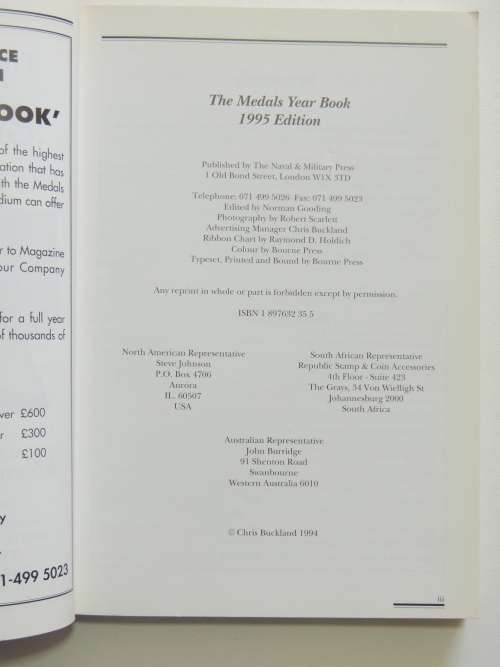 CE
OOK’
of the highest
ation that has
th the Medals
dium can offer
r to Magazine
our Company
for a full year
of thousands of
ver £600
r £300
£100
y
1-499 5023
The Medals Year Book
1995 Edition
Published by The Naval & Military Press
1 Old Bond Street, London W1X 3TD
Telephone: 071 499 5026 Fax: 071 499 5023
Edited by Norman Gooding
Photography by Robert Scarlett
Advertising Manager Chris Buckland
Ribbon Chart by Raymond D. Holdich
Colour by Bourne Press
Typeset, Printed and Bound by Bourne Press
Any reprint in whole or part is forbidden except by permission.
ISBN 1 897632 35 5
North American Representative
Steve Johnson
P.O. Box 4706
Aurora
IL. 60507
USA
South African Representative
Republic Stamp & Coin Accessories
4th Floor - Suite 423
The Grays, 34 Von Wielligh St
Johannesburg 2000
South Africa
Australian Representative
John Burridge
91 Shenton Road
Swanbourne
Western Australia 6010
© Chris Buckland 1994
iii